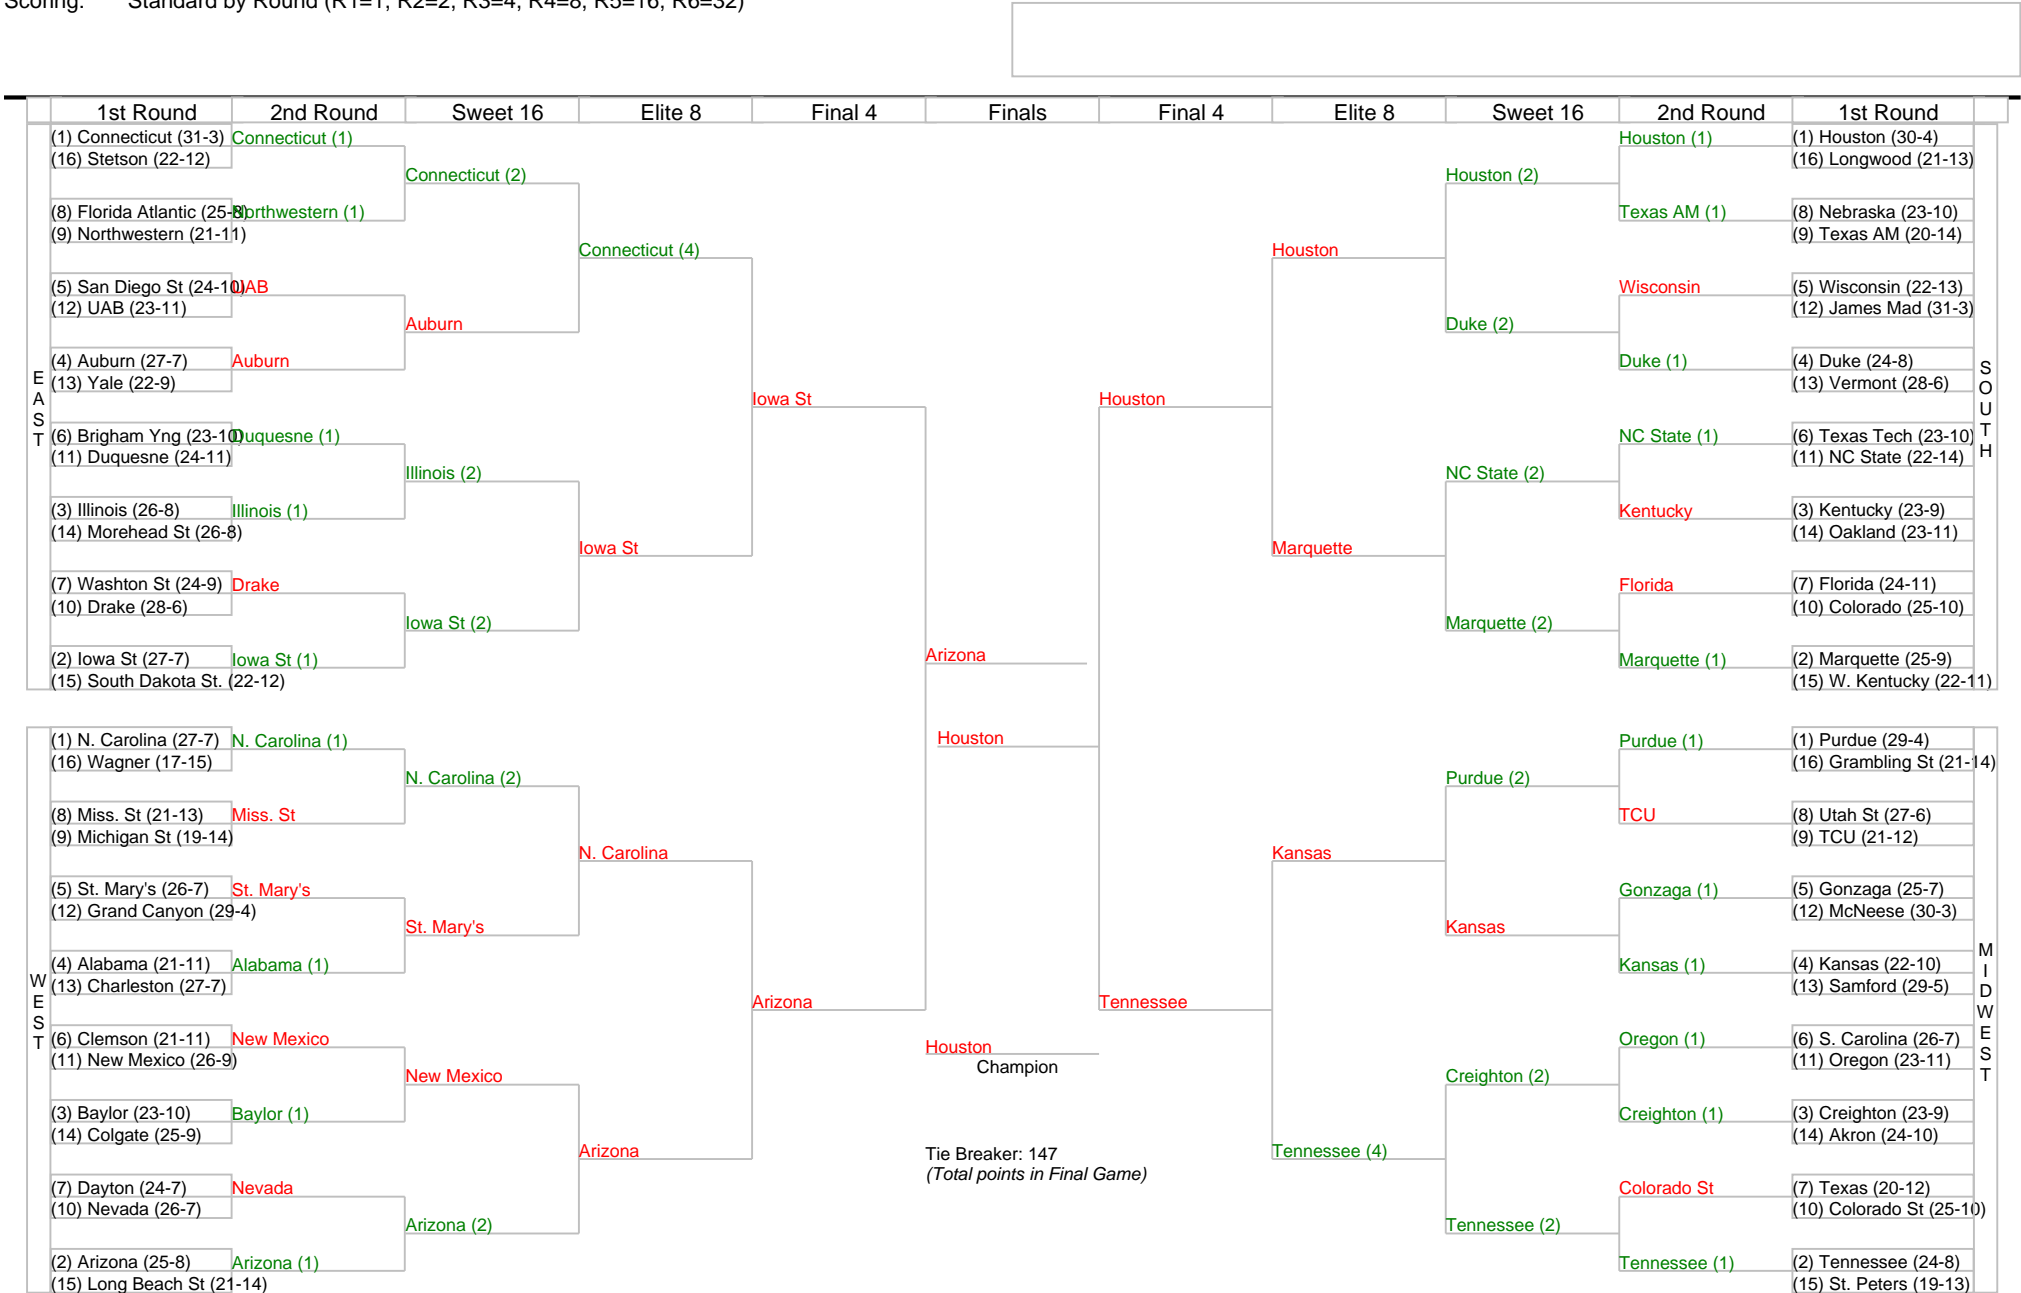 Scoring: Standard by Round (R1=1, R2=2, R3=4, R4=8, R5=16, R6=32)
1st Round 2nd Round Sweet 16 Elite 8 Final 4 Finals Final 4 Elite 8 Sweet 16 2nd Round 1st Round
EAST
(1) Connecticut (31-3)
(16) Stetson (22-12)
(8) Florida Atlantic (25-8)
(9) Northwestern (21-11)
(5) San Diego St (24-10)
(12) UAB (23-11)
(4) Auburn (27-7)
(13) Yale (22-9)
(6) Brigham Yng (23-10)
(11) Duquesne (24-11)
(3) Illinois (26-8)
(14) Morehead St (26-8)
(7) Washton St (24-9)
(10) Drake (28-6)
(2) Iowa St (27-7)
(15) South Dakota St. (22-12)
Connecticut (1)
Northwestern (1)
UAB
Auburn
Duquesne (1)
Illinois (1)
Drake
Iowa St (1)
Connecticut (2)
Auburn
Illinois (2)
Iowa St (2)
Connecticut (4)
Iowa St
Iowa St
WEST
(1) N. Carolina (27-7)
(16) Wagner (17-15)
(8) Miss. St (21-13)
(9) Michigan St (19-14)
(5) St. Mary's (26-7)
(12) Grand Canyon (29-4)
(4) Alabama (21-11)
(13) Charleston (27-7)
(6) Clemson (21-11)
(11) New Mexico (26-9)
(3) Baylor (23-10)
(14) Colgate (25-9)
(7) Dayton (24-7)
(10) Nevada (26-7)
(2) Arizona (25-8)
(15) Long Beach St (21-14)
N. Carolina (1)
Miss. St
St. Mary's
Alabama (1)
New Mexico
Baylor (1)
Nevada
Arizona (1)
N. Carolina (2)
St. Mary's
New Mexico
Arizona (2)
N. Carolina
Arizona
Arizona
Arizona
Houston
Houston
Champion
Tie Breaker: 147
(Total points in Final Game)
Houston
Houston
Marquette
Houston (2)
Duke (2)
NC State (2)
Marquette (2)
Houston (1)
Texas AM (1)
Wisconsin
Duke (1)
NC State (1)
Kentucky
Florida
Marquette (1)
(1) Houston (30-4)
(16) Longwood (21-13)
(8) Nebraska (23-10)
(9) Texas AM (20-14)
(5) Wisconsin (22-13)
(12) James Mad (31-3)
(4) Duke (24-8)
(13) Vermont (28-6)
(6) Texas Tech (23-10)
(11) NC State (22-14)
(3) Kentucky (23-9)
(14) Oakland (23-11)
(7) Florida (24-11)
(10) Colorado (25-10)
(2) Marquette (25-9)
(15) W. Kentucky (22-11)
SOUTH
Tennessee
Kansas
Tennessee (4)
Purdue (2)
Kansas
Creighton (2)
Tennessee (2)
Purdue (1)
TCU
Gonzaga (1)
Kansas (1)
Oregon (1)
Creighton (1)
Colorado St
Tennessee (1)
(1) Purdue (29-4)
(16) Grambling St (21-14)
(8) Utah St (27-6)
(9) TCU (21-12)
(5) Gonzaga (25-7)
(12) McNeese (30-3)
(4) Kansas (22-10)
(13) Samford (29-5)
(6) S. Carolina (26-7)
(11) Oregon (23-11)
(3) Creighton (23-9)
(14) Akron (24-10)
(7) Texas (20-12)
(10) Colorado St (25-10)
(2) Tennessee (24-8)
(15) St. Peters (19-13)
MIDWEST